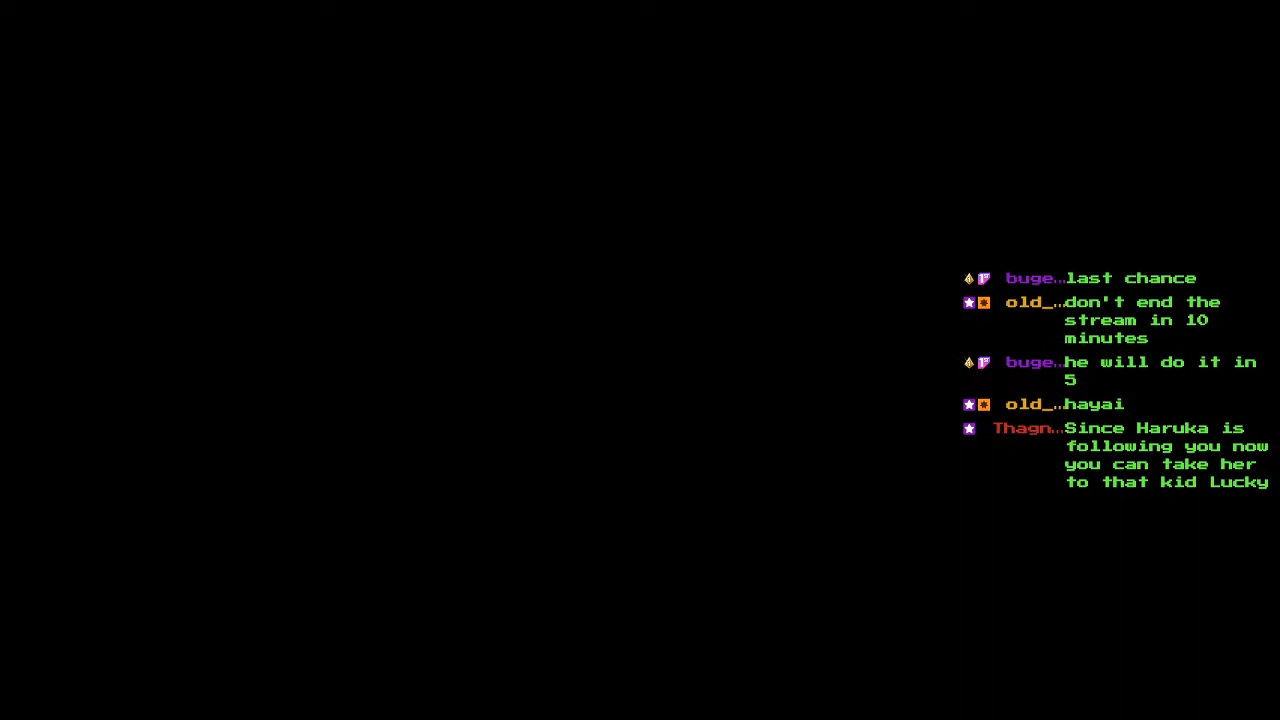 buge...last chance
old_...don't end the
stream in 10
minutes
buge...he will do it in
5
old_...hayai
Thagn...Since Haruka is
following you now
you can take her
to that kid Lucky